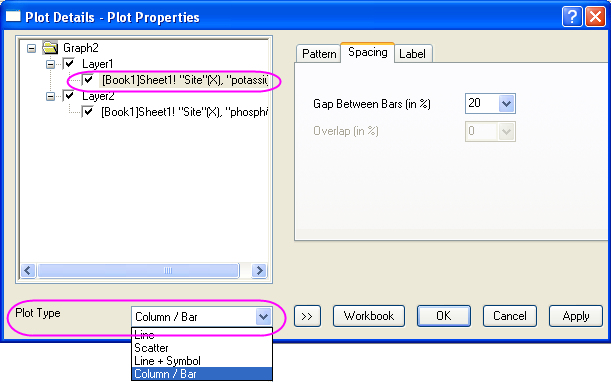 Plot Details - Plot Properties
Graph2
Layer1
[Book1]Sheet1! "Site"(X), "potassiu
Layer2
[Book1]Sheet1! "Site"(X), "phosph
Pattern Spacing Label
Gap Between Bars (in %) 20
Overlap (in %) 0
Plot Type Column / Bar
>> Workbook OK Cancel Apply
Line
Scatter
Line + Symbol
Column / Bar